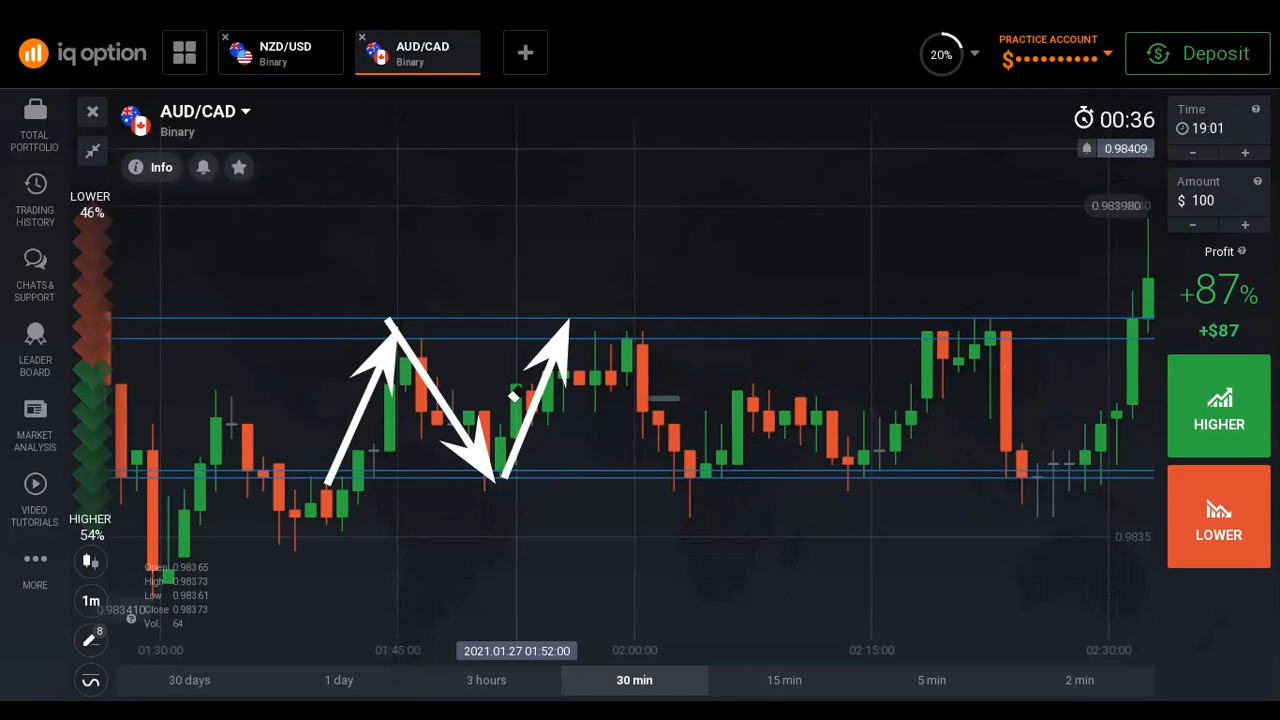 iq option
NZD/USD
Binary
AUD/CAD
Binary
20%
PRACTICE ACCOUNT
$••••••••••
Deposit
TOTAL
PORTFOLIO
TRADING
HISTORY
CHATS &
SUPPORT
LEADER
BOARD
MARKET
ANALYSIS
VIDEO
TUTORIALS
MORE
AUD/CAD
Binary
Info
LOWER
46%
HIGHER
54%
1m
8
Open 0.98365
High 0.98373
Low 0.98361
Close 0.98373
Vol. 64
0.983410
00:36
0.98409
0.983980
0.9835
01:30:00
01:45:00
2021.01.27 01:52:00
02:00:00
02:15:00
02:30:00
30 days
1 day
3 hours
30 min
15 min
5 min
2 min
Time
19:01
- +
Amount
$ 100
- +
Profit
+87%
+$87
HIGHER
LOWER